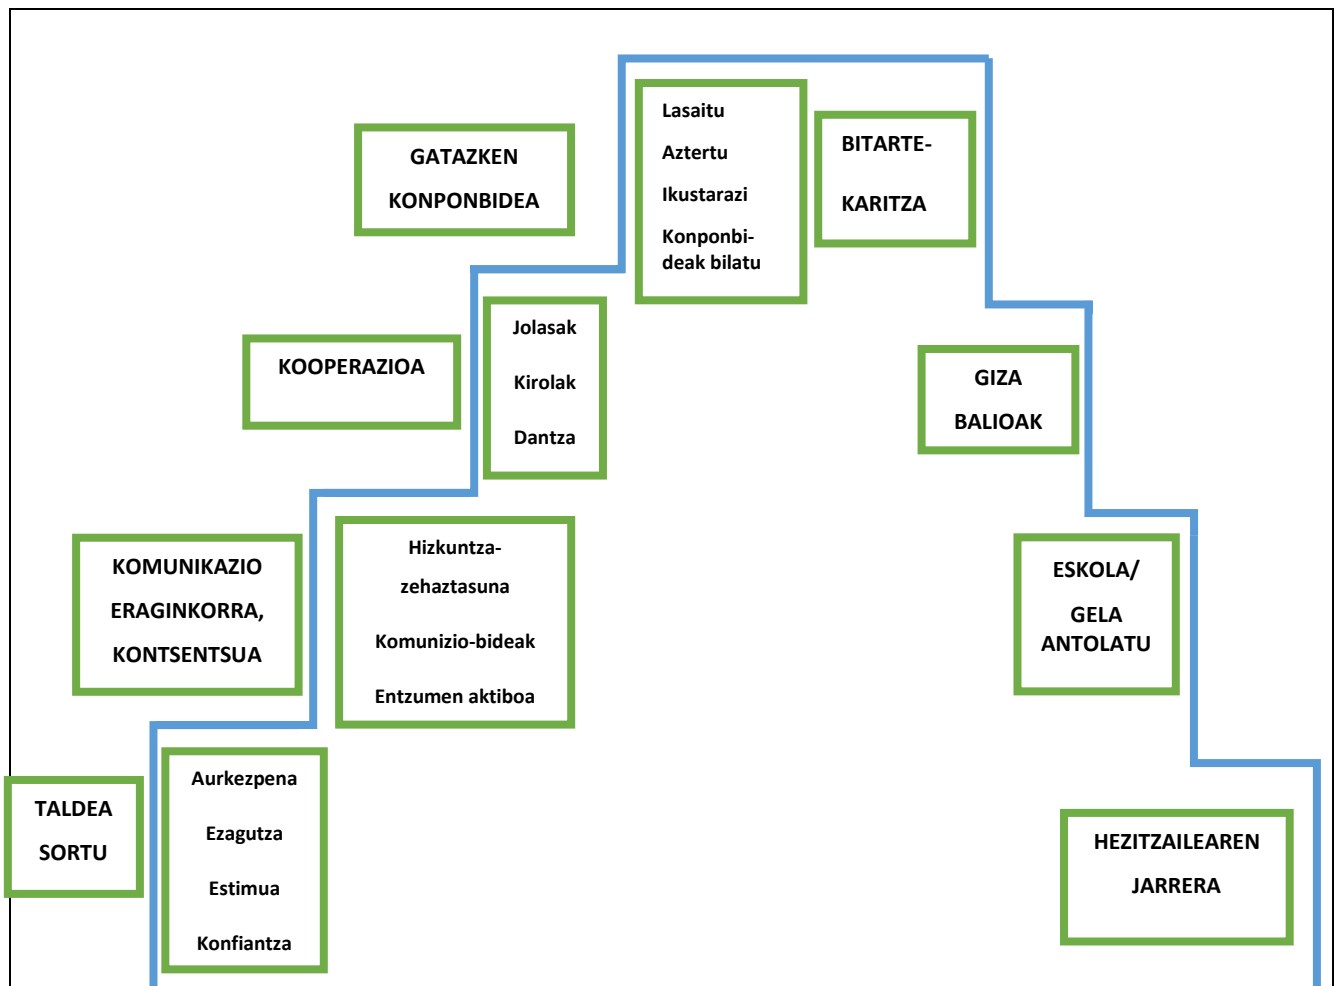 GATAZKEN
KONPONBIDEA
Lasaitu
Aztertu
Ikustarazi
Konponbi-
deak bilatu
BITARTE-
KARITZA
KOOPERAZIOA
Jolasak
Kirolak
Dantza
GIZA
BALIOAK
KOMUNIKAZIO
ERAGINKORRA,
KONTSENTSUA
Hizkuntza-
zehaztasuna
Komunizio-bideak
Entzumen aktiboa
ESKOLA/
GELA
ANTOLATU
TALDEA
SORTU
Aurkezpena
Ezagutza
Estimua
Konfiantza
HEZITZAILEAREN
JARRERA